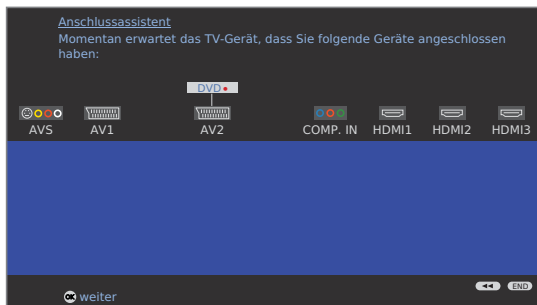 Anschlussassistent
Momentan erwartet das TV-Gerät, dass Sie folgende Geräte angeschlossen
haben:
DVD
AVS AV1 AV2 COMP. IN HDMI1 HDMI2 HDMI3
END
OK weiter